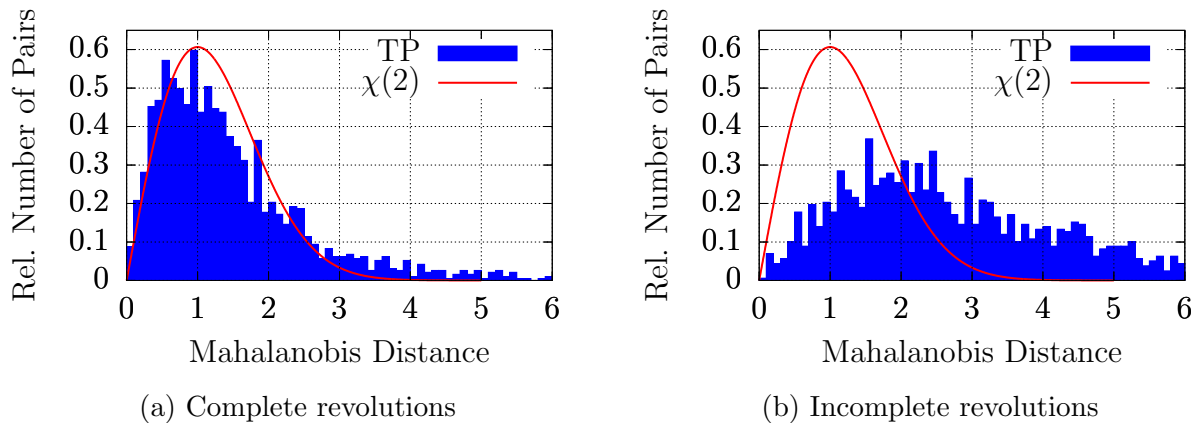 Rel. Number of Pairs
0.6
0.5
0.4
0.3
0.2
0.1
0
0 1 2 3 4 5 6
Mahalanobis Distance
TP
χ(2)
(a) Complete revolutions
Rel. Number of Pairs
0.6
0.5
0.4
0.3
0.2
0.1
0
0 1 2 3 4 5 6
Mahalanobis Distance
TP
χ(2)
(b) Incomplete revolutions